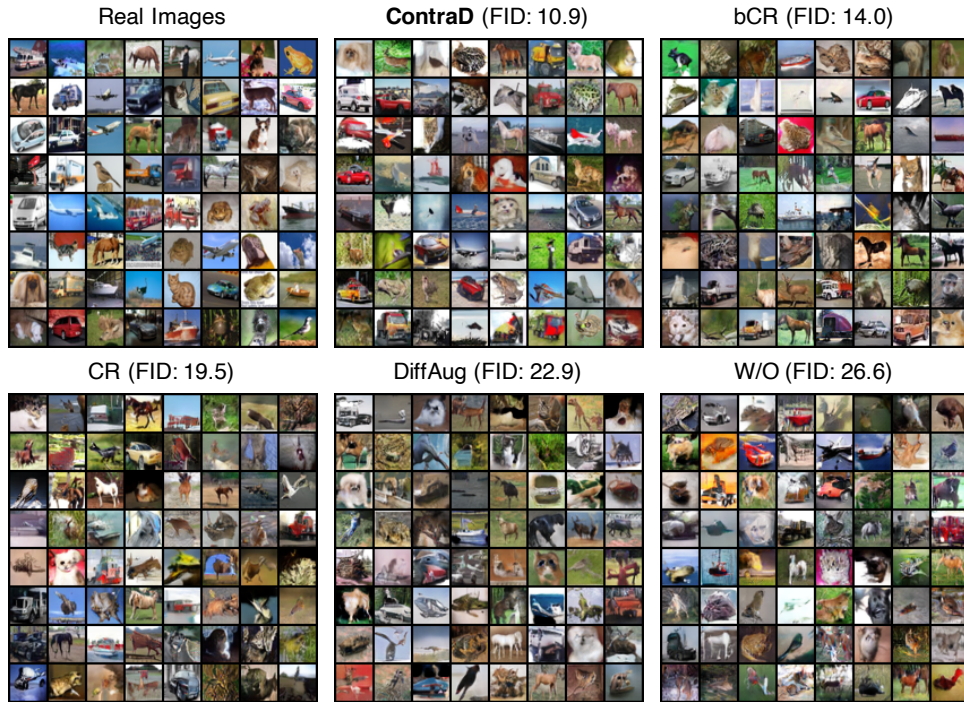 Real Images
ContraD (FID: 10.9)
bCR (FID: 14.0)
CR (FID: 19.5)
DiffAug (FID: 22.9)
W/O (FID: 26.6)